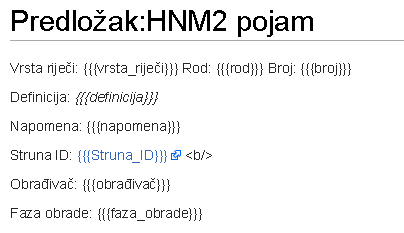 Predložak:HNM2 pojam
Vrsta riječi: {{{vrsta_riječi}}} Rod: {{{rod}}} Broj: {{{broj}}}
Definicija: {{{definicija}}}
Napomena: {{{napomena}}}
Struna ID: {{{Struna_ID}}} <b/>
Obrađivač: {{{obrađivač}}}
Faza obrade: {{{faza_obrade}}}